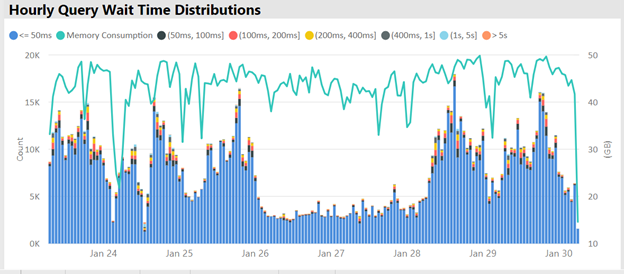 Hourly Query Wait Time Distributions
<= 50ms Memory Consumption (50ms, 100ms] (100ms, 200ms] (200ms, 400ms] (400ms, 1s] (1s, 5s] > 5s
20K
15K
10K
5K
0K
Count
50
40
30
20
10
(GB)
Jan 24 Jan 25 Jan 26 Jan 27 Jan 28 Jan 29 Jan 30